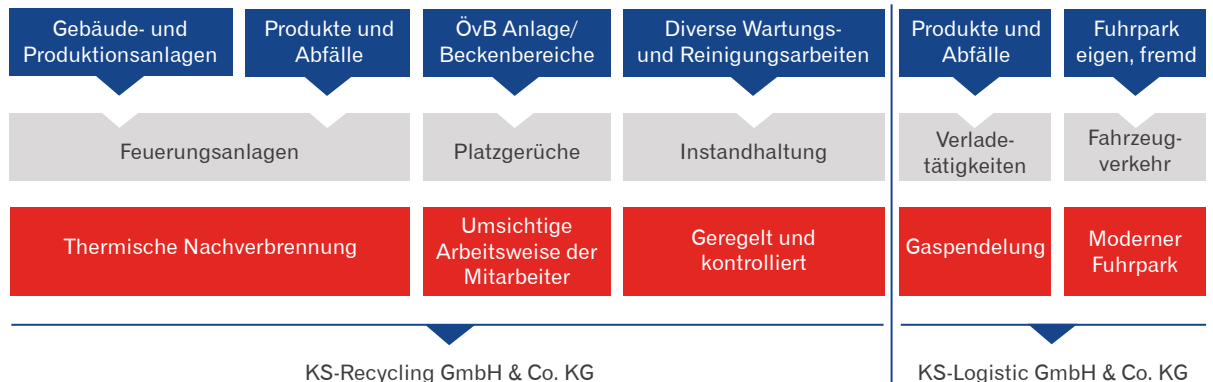 Gebäude- und
Produktionsanlagen
Produkte und
Abfälle
ÖvB Anlage/
Beckenbereiche
Diverse Wartungs-
und Reinigungsarbeiten
Produkte und
Abfälle
Fuhrpark
eigen, fremd
Feuerungsanlagen
Platzgerüche
Instandhaltung
Verlade-
tätigkeiten
Fahrzeug-
verkehr
Thermische Nachverbrennung
Umsichtige
Arbeitsweise der
Mitarbeiter
Geregelt und
kontrolliert
Gaspendelung
Moderner
Fuhrpark
KS-Recycling GmbH & Co. KG
KS-Logistic GmbH & Co. KG